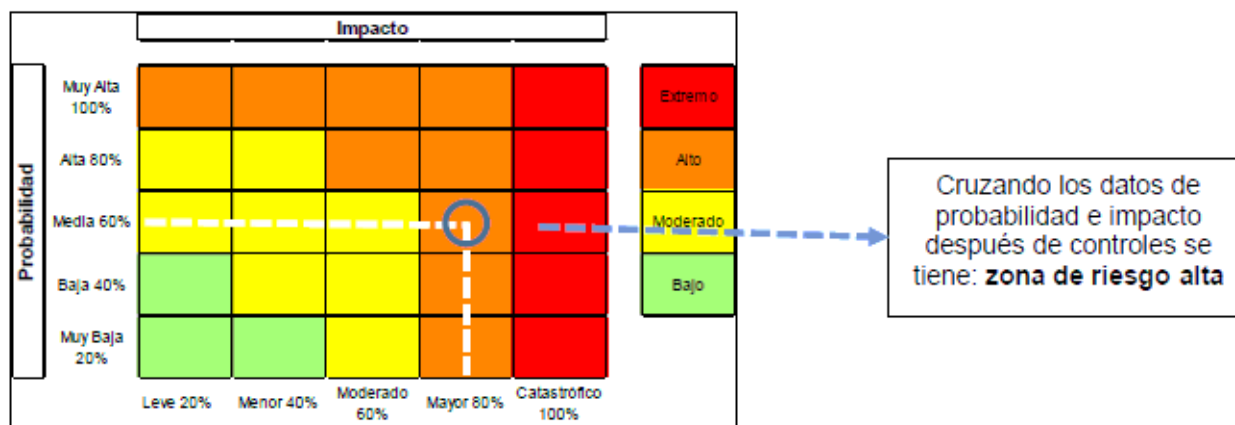 Impacto
Probabilidad
Muy Alta
100%
Extremo
Alta 80%
Alto
Cruzando los datos de
probabilidad e impacto
después de controles se
tiene: zona de riesgo alta
Media 60%
Moderado
Baja 40%
Bajo
Muy Baja
20%
Leve 20%
Menor 40%
Moderado
60%
Mayor 80%
Catastrófico
100%